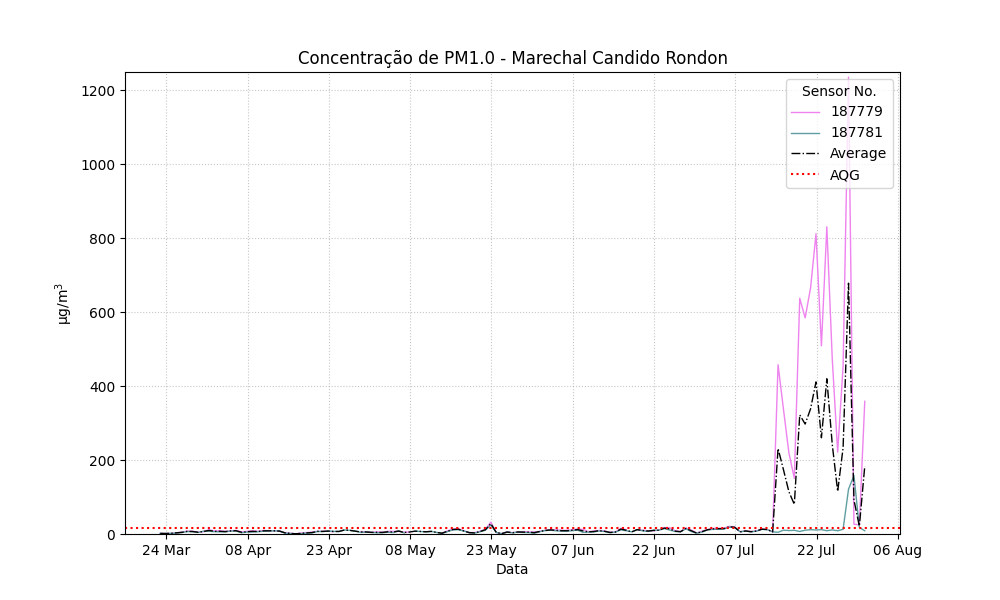 Concentração de PM1.0 - Marechal Candido Rondon
Sensor No.
187779
187781
Average
AQG
1200
1000
800
600
400
200
0
µg/m³
24 Mar
08 Apr
23 Apr
08 May
23 May
07 Jun
22 Jun
07 Jul
22 Jul
06 Aug
Data